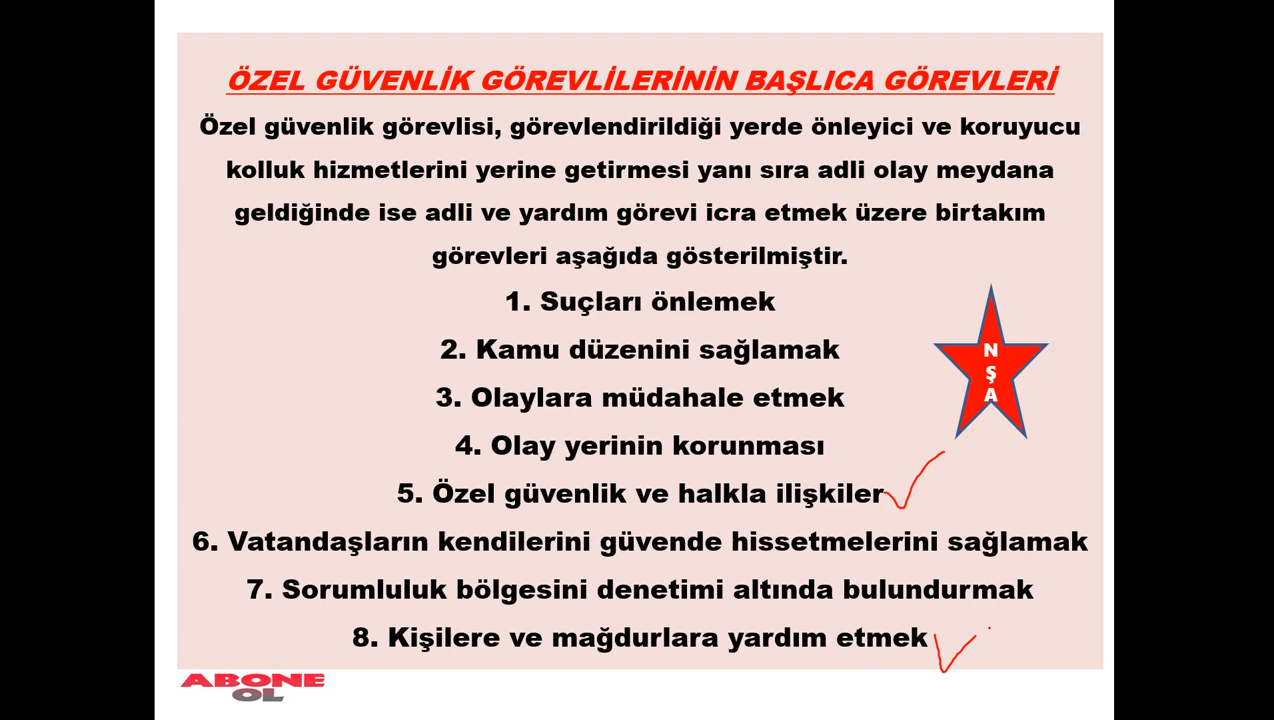 ÖZEL GÜVENLİK GÖREVLİLERİNİN BAŞLICA GÖREVLERİ
Özel güvenlik görevlisi, görevlendirildiği yerde önleyici ve koruyucu
kolluk hizmetlerini yerine getirmesi yanı sıra adli olay meydana
geldiğinde ise adli ve yardım görevi icra etmek üzere birtakım
görevleri aşağıda gösterilmiştir.
1. Suçları önlemek
2. Kamu düzenini sağlamak
3. Olaylara müdahale etmek
4. Olay yerinin korunması
5. Özel güvenlik ve halkla ilişkiler
6. Vatandaşların kendilerini güvende hissetmelerini sağlamak
7. Sorumluluk bölgesini denetimi altında bulundurmak
8. Kişilere ve mağdurlara yardım etmek
N
Ş
A
ABONE
OL